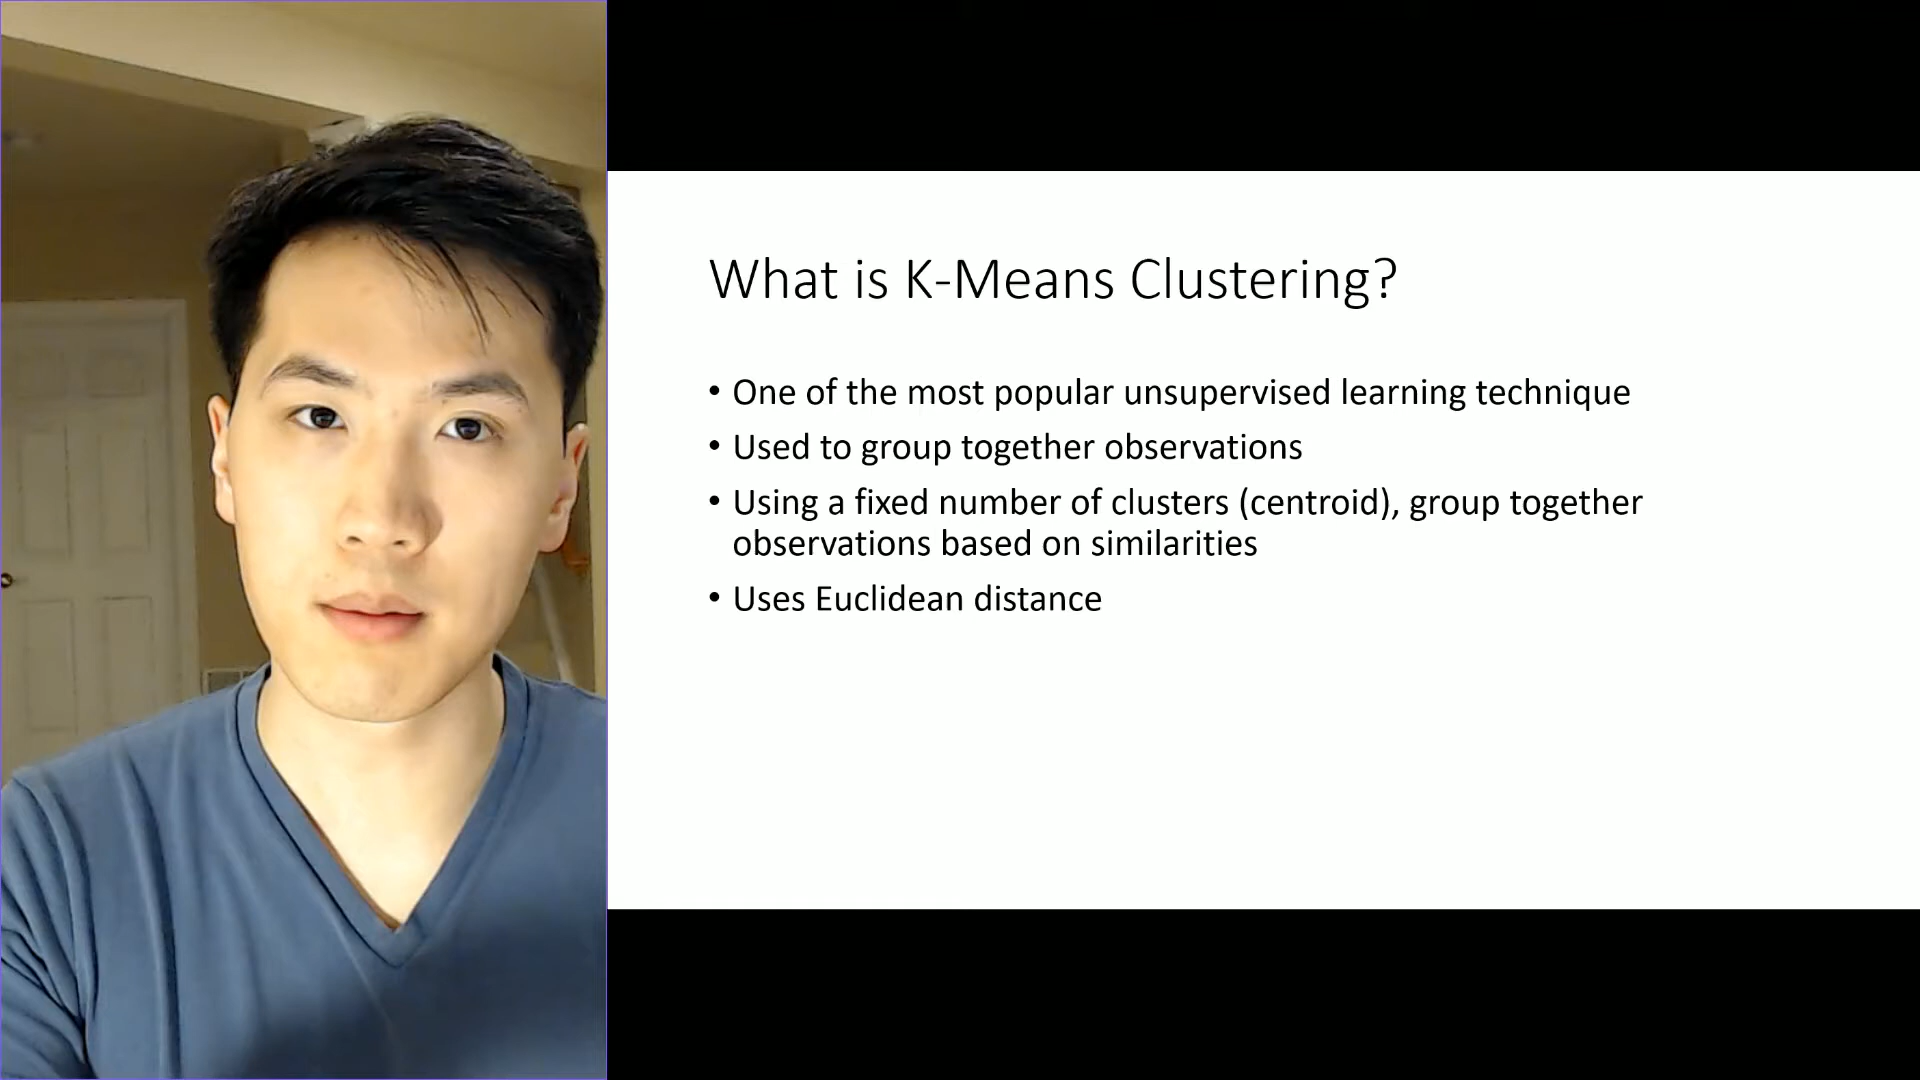 What is K-Means Clustering?
• One of the most popular unsupervised learning technique
• Used to group together observations
• Using a fixed number of clusters (centroid), group together
observations based on similarities
• Uses Euclidean distance